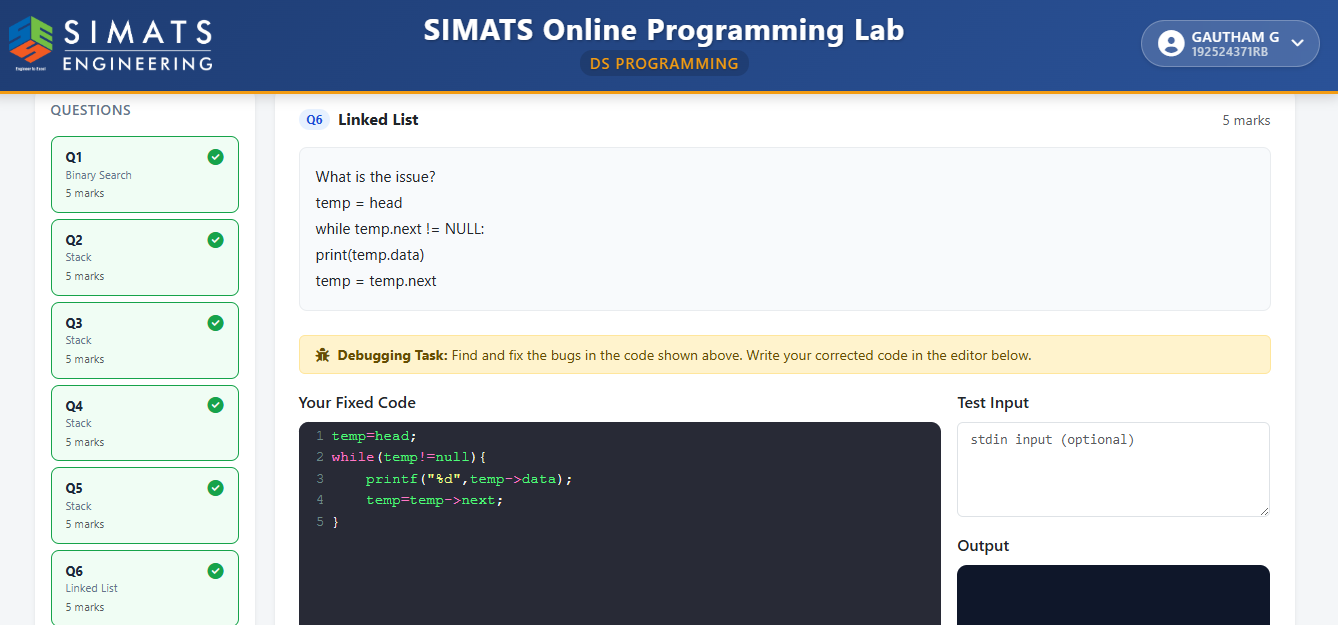 SIMATS
ENGINEERING
Engineer to Excel
SIMATS Online Programming Lab
DS PROGRAMMING
GAUTHAM G
192524371RB
QUESTIONS
Q1
Binary Search
5 marks
Q2
Stack
5 marks
Q3
Stack
5 marks
Q4
Stack
5 marks
Q5
Stack
5 marks
Q6
Linked List
5 marks
Q6 Linked List
5 marks
What is the issue?
temp = head
while temp.next != NULL:
print(temp.data)
temp = temp.next
Debugging Task: Find and fix the bugs in the code shown above. Write your corrected code in the editor below.
Your Fixed Code
1 temp=head;
2 while(temp!=null){
3     printf("%d",temp->data);
4     temp=temp->next;
5 }
Test Input
stdin input (optional)
Output